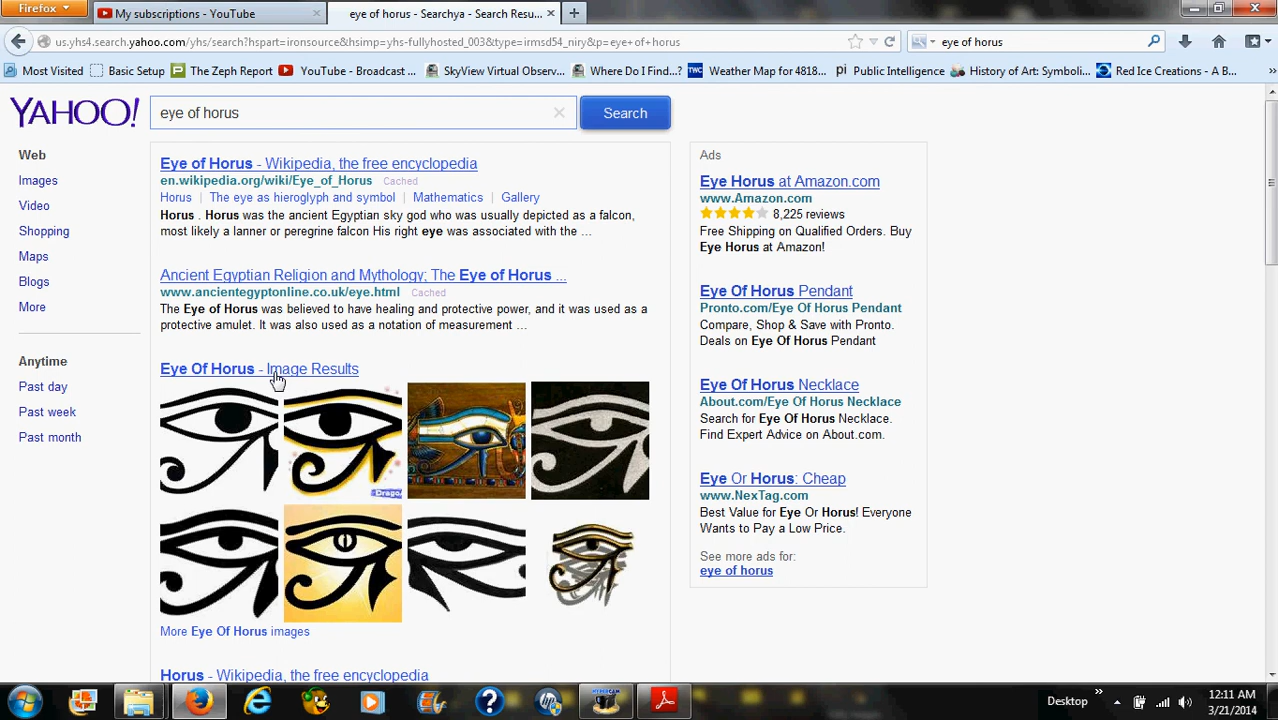 Firefox
My subscriptions - YouTube
eye of horus - Searchya - Search Resu...
us.yhs4.search.yahoo.com/yhs/search?hspart=ironsource&hsimp=yhs-fullyhosted_003&type=irmsd54_niry&p=eye+of+horus
eye of horus
Most Visited
Basic Setup
The Zeph Report
YouTube - Broadcast ...
SkyView Virtual Observ...
Where Do I Find...?
TWC
Weather Map for 4818...
pi
Public Intelligence
History of Art: Symboli...
Red Ice Creations - A B...
YAHOO!
eye of horus
Search
Web
Images
Video
Shopping
Maps
Blogs
More
Anytime
Past day
Past week
Past month
Eye of Horus - Wikipedia, the free encyclopedia
en.wikipedia.org/wiki/Eye_of_Horus Cached
Horus | The eye as hieroglyph and symbol | Mathematics | Gallery
Horus . Horus was the ancient Egyptian sky god who was usually depicted as a falcon,
most likely a lanner or peregrine falcon His right eye was associated with the ...
Ancient Egyptian Religion and Mythology; The Eye of Horus ...
www.ancientegyptonline.co.uk/eye.html Cached
The Eye of Horus was believed to have healing and protective power, and it was used as a
protective amulet. It was also used as a notation of measurement ...
Eye Of Horus - Image Results
More Eye Of Horus images
Horus - Wikipedia, the free encyclopedia
Ads
Eye Horus at Amazon.com
www.Amazon.com
8,225 reviews
Free Shipping on Qualified Orders. Buy
Eye Horus at Amazon!
Eye Of Horus Pendant
Pronto.com/Eye Of Horus Pendant
Compare, Shop & Save with Pronto.
Deals on Eye Of Horus Pendant
Eye Of Horus Necklace
About.com/Eye Of Horus Necklace
Search for Eye Of Horus Necklace.
Find Expert Advice on About.com.
Eye Or Horus: Cheap
www.NexTag.com
Best Value for Eye Or Horus! Everyone
Wants to Pay a Low Price.
See more ads for:
eye of horus
Desktop
12:11 AM
3/21/2014